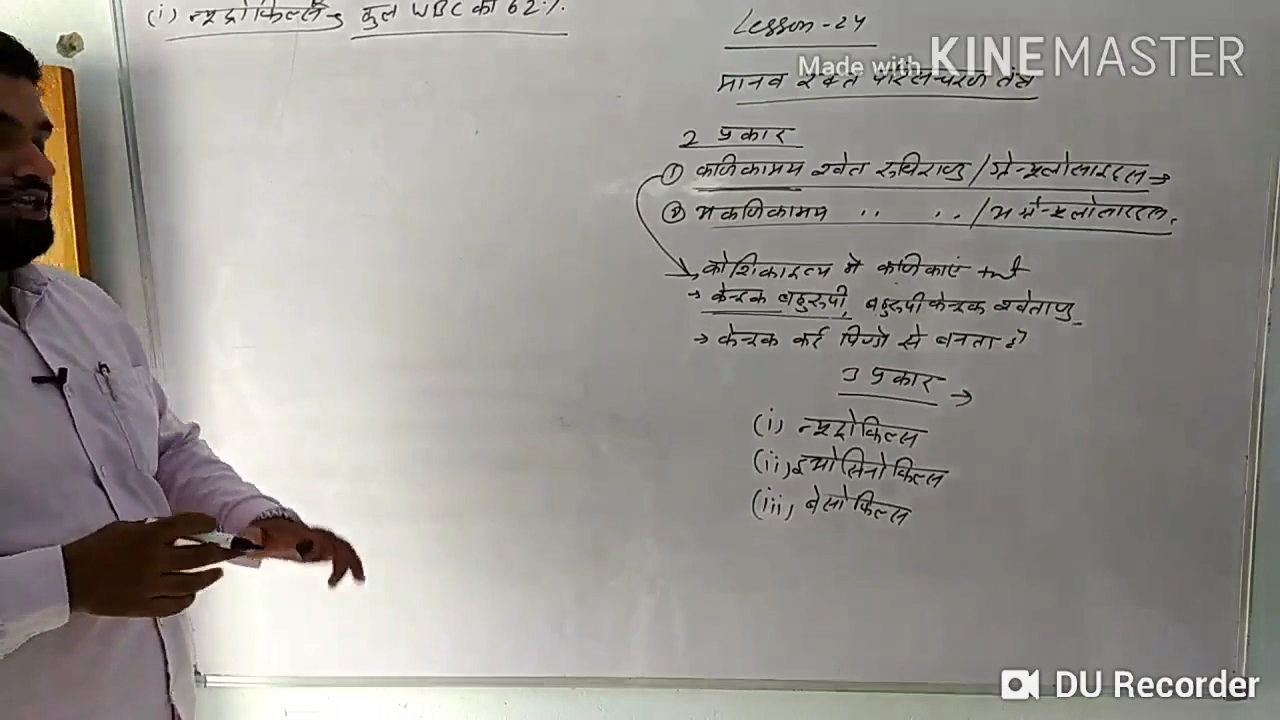 (i) न्यूट्रोफिल्स → कुल WBC का 62%.
Lesson-24
Made with KINEMASTER
मानव रक्त परिसंचरण तंत्र
2 प्रकार
① कणिकामय श्वेत रुधिराणु / ग्रेन्यूलोसाइट्स →
② अकणिकामय ,, ,, / अग्रेन्यूलोसाइट्स.
→ कोशिकाद्रव्य में कणिकाएं
→ केन्द्रक बहुरुपी, बहुरुपी केन्द्रक श्वेताणु
→ केन्द्रक कई पिण्डो से बनता है
3 प्रकार →
(i) न्यूट्रोफिल्स
(ii) इयोसिनोफिल्स
(iii) बेसोफिल्स
DU Recorder